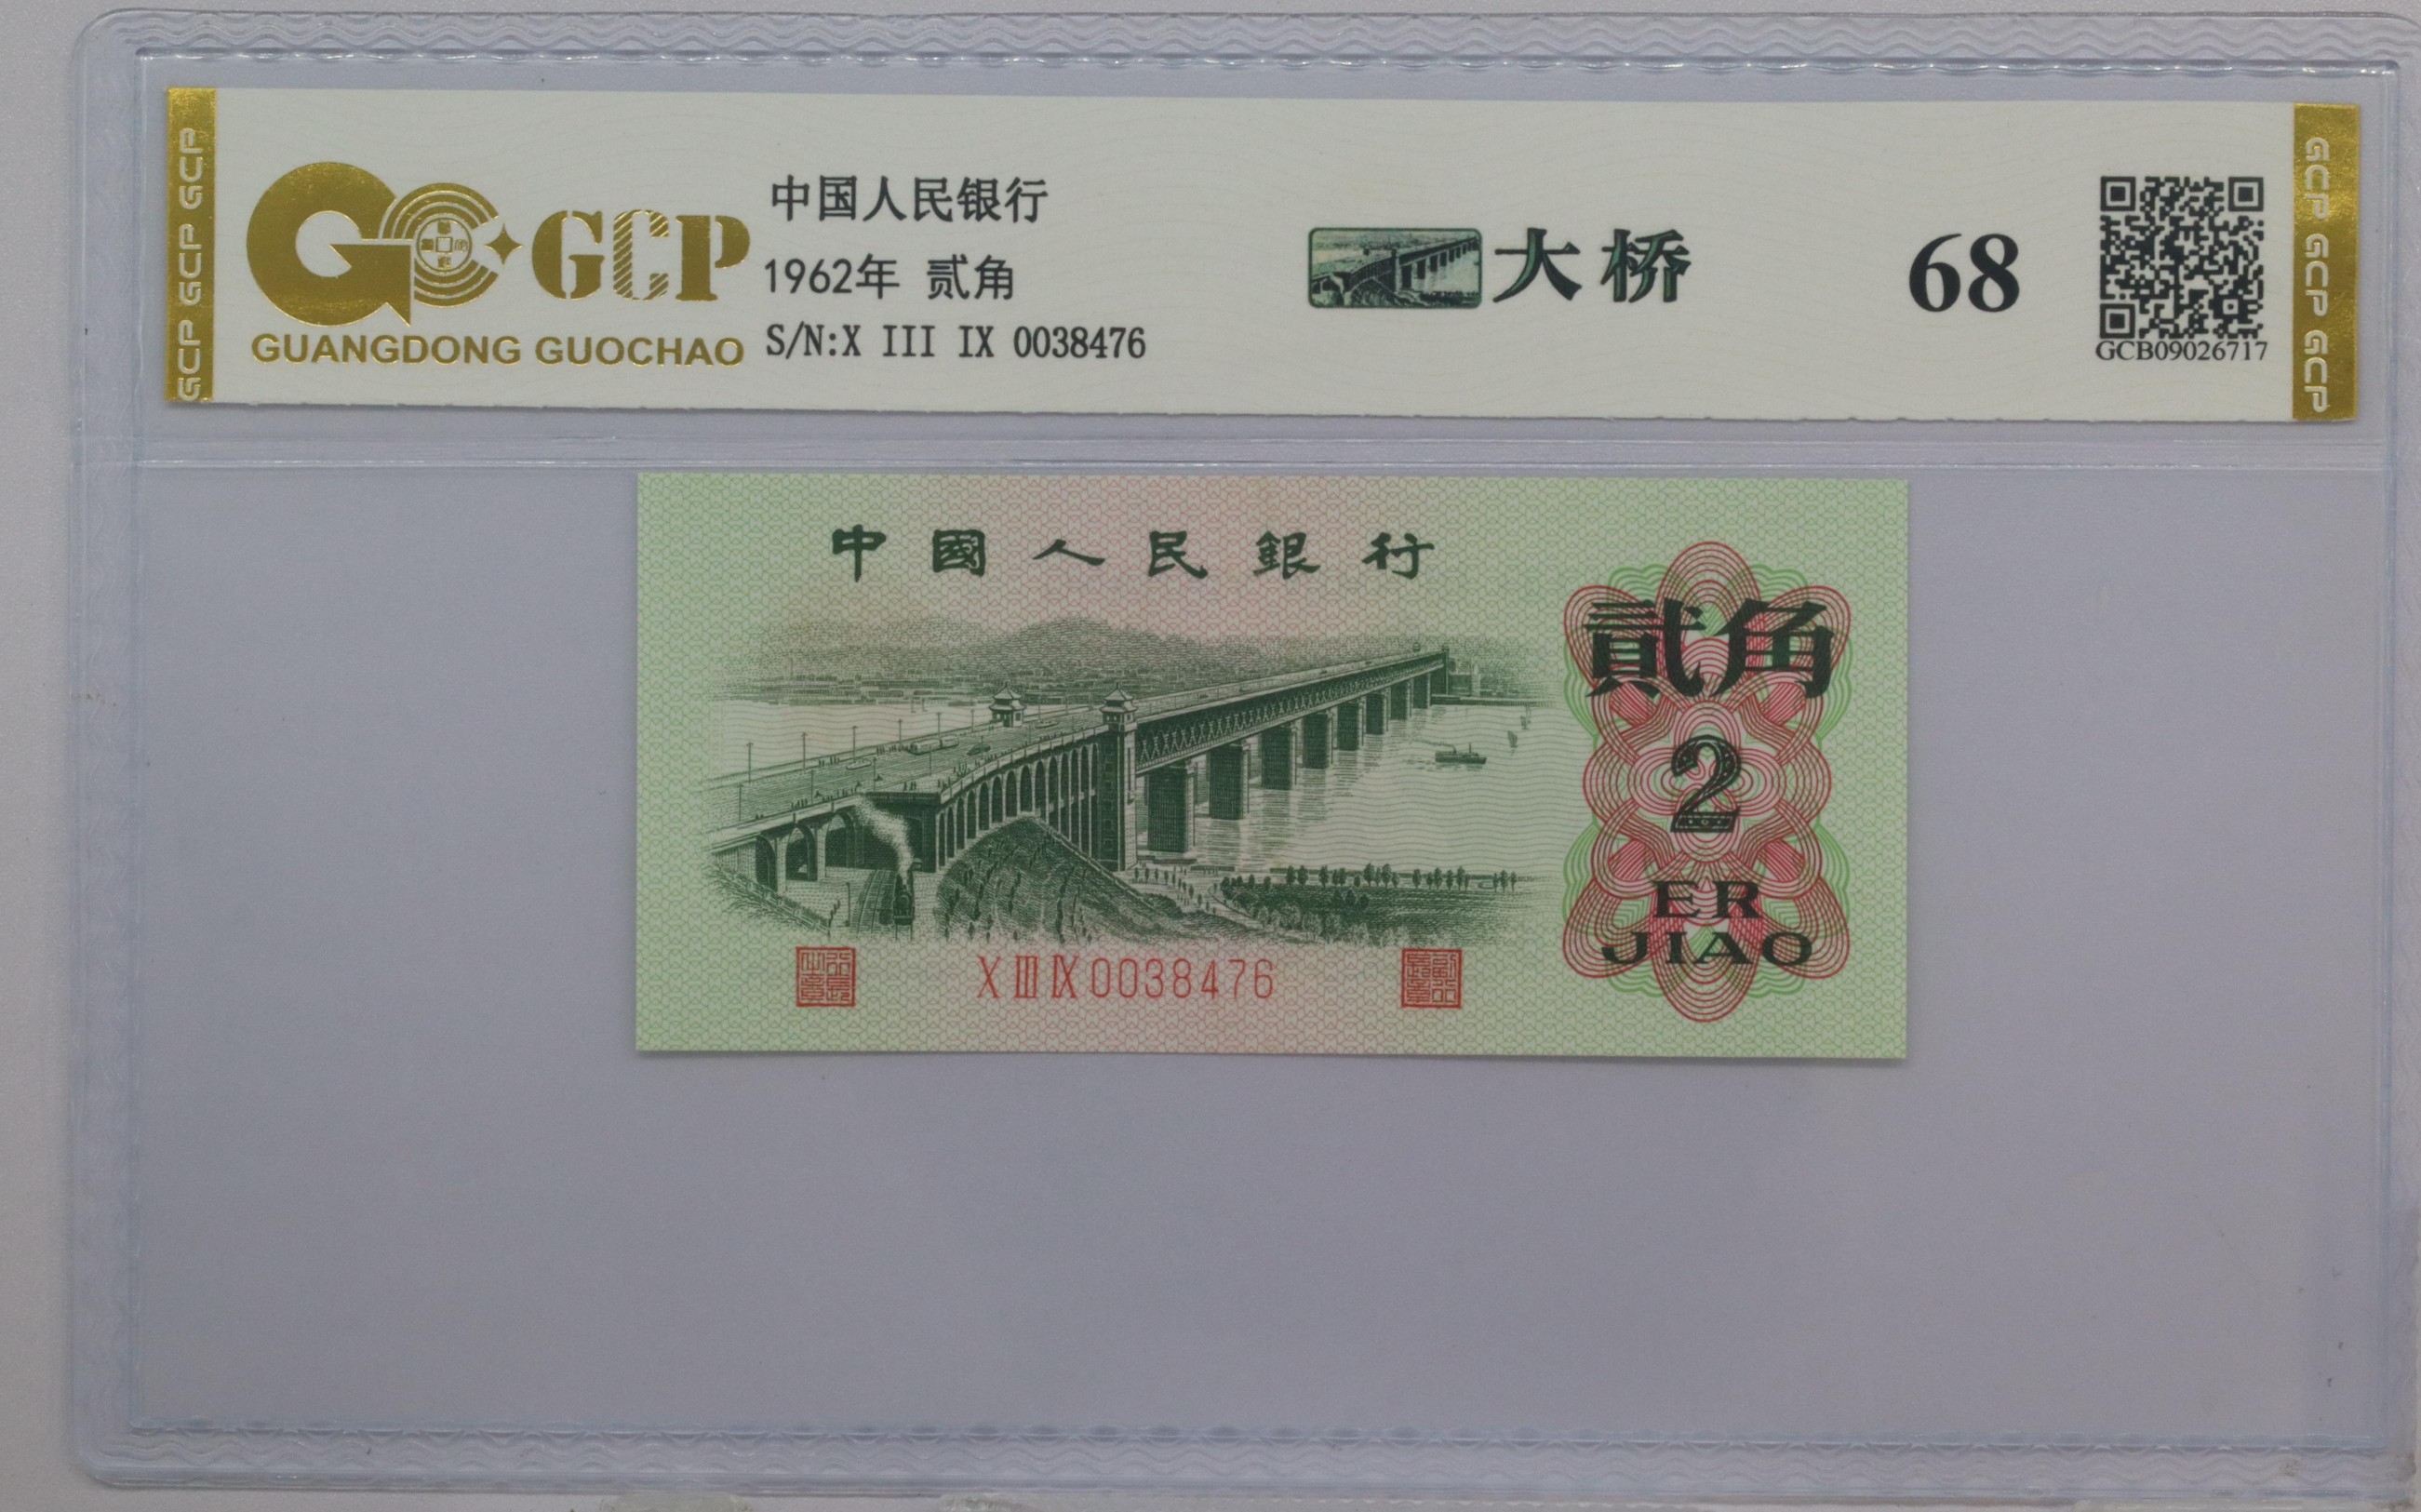 GCP GCP GCP
GCP
GUANGDONG GUOCHAO
中国人民银行
1962年 贰角
S/N:X III IX 0038476
大桥
68
GCB09026717
GCP GCP GCP
中國人民銀行
貳角
2
ER
JIAO
X III IX 0038476